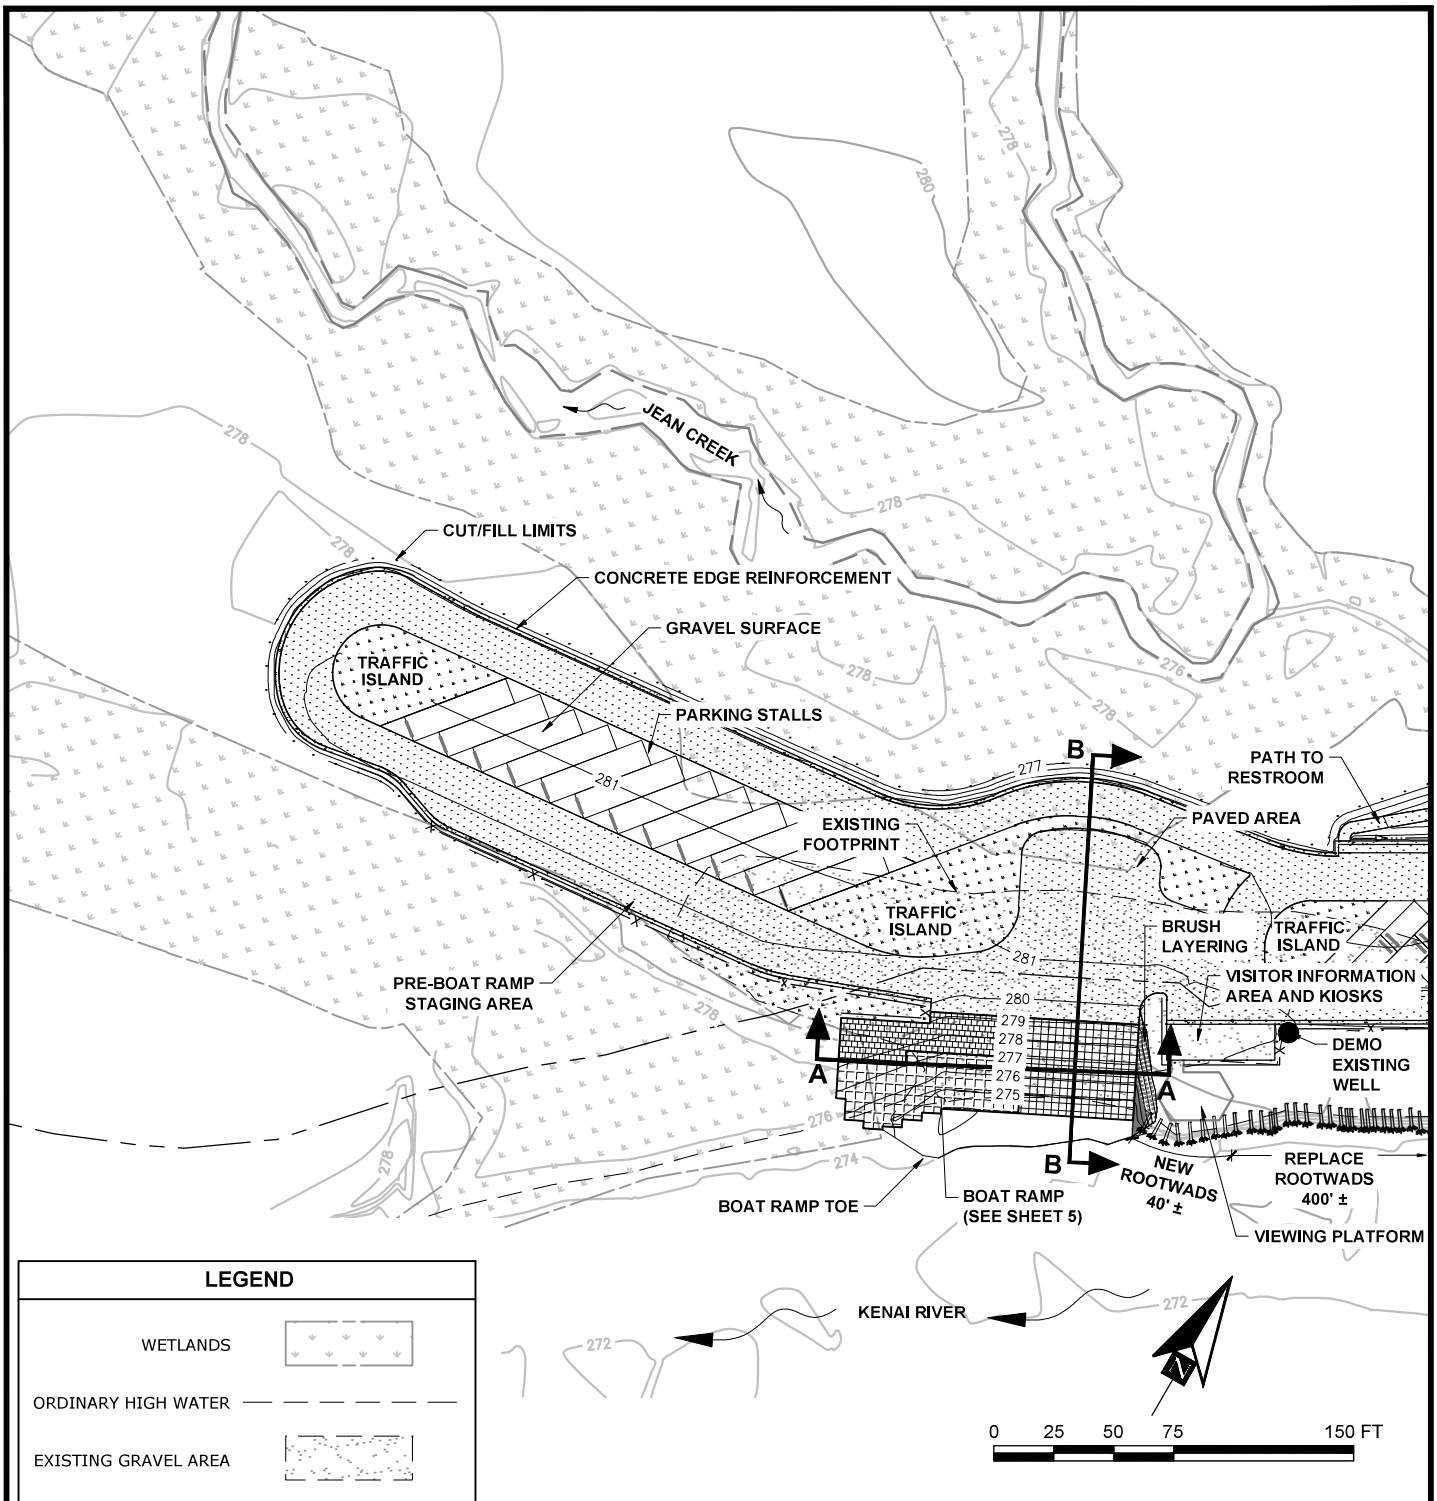 278
280
JEAN CREEK
278
278
278
CUT/FILL LIMITS
CONCRETE EDGE REINFORCEMENT
GRAVEL SURFACE
TRAFFIC
ISLAND
278
276
278
PARKING STALLS
B
277
PATH TO
RESTROOM
281
EXISTING
FOOTPRINT
PAVED AREA
TRAFFIC
ISLAND
BRUSH
LAYERING
TRAFFIC
ISLAND
281
VISITOR INFORMATION
AREA AND KIOSKS
PRE-BOAT RAMP
STAGING AREA
278
280
279
278
277
276
275
A
A
DEMO
EXISTING
WELL
276
274
278
B
NEW
ROOTWADS
40' ±
REPLACE
ROOTWADS
400' ±
BOAT RAMP TOE
BOAT RAMP
(SEE SHEET 5)
VIEWING PLATFORM
KENAI RIVER
272
272
N
0 25 50 75 150 FT
LEGEND
WETLANDS
ORDINARY HIGH WATER
EXISTING GRAVEL AREA